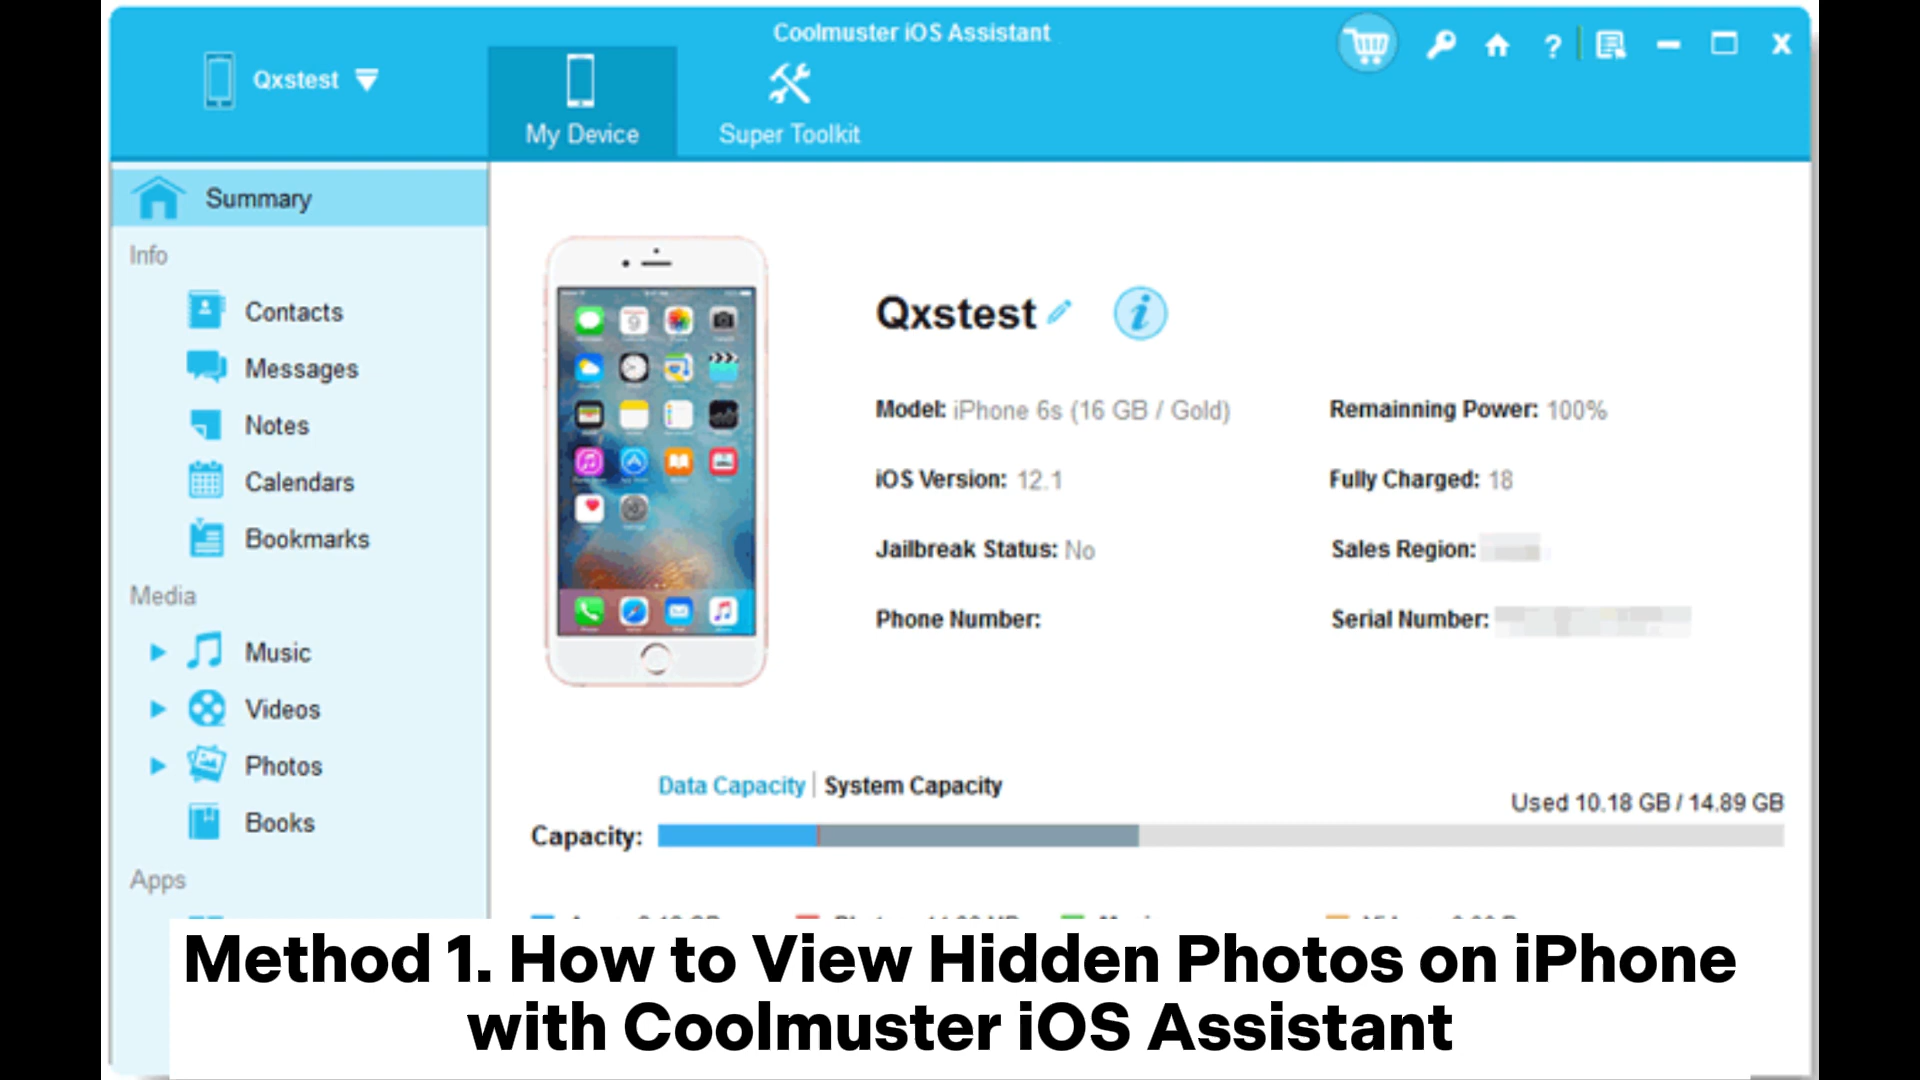 Coolmuster iOS Assistant
Qxstest
My Device
Super Toolkit
?
X
Summary
Info
Contacts
Messages
Notes
Calendars
Bookmarks
Media
Music
Videos
Photos
Books
Apps
Qxstest
i
Model: iPhone 6s (16 GB / Gold)
Remainning Power: 100%
iOS Version: 12.1
Fully Charged: 18
Jailbreak Status: No
Sales Region:
Phone Number:
Serial Number:
Data Capacity | System Capacity
Used 10.18 GB / 14.89 GB
Capacity:
Method 1. How to View Hidden Photos on iPhone
with Coolmuster iOS Assistant